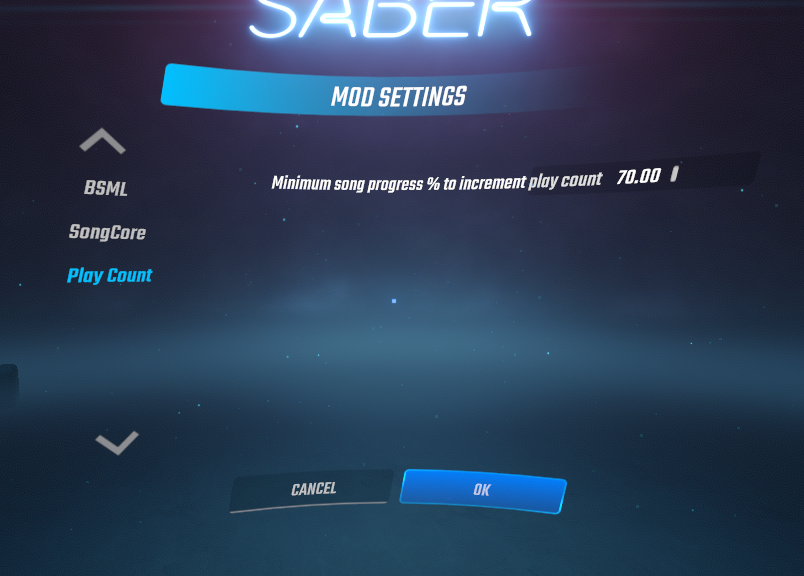 SABER
MOD SETTINGS
BSML
Minimum song progress % to increment play count 70.00
SongCore
Play Count
CANCEL
OK